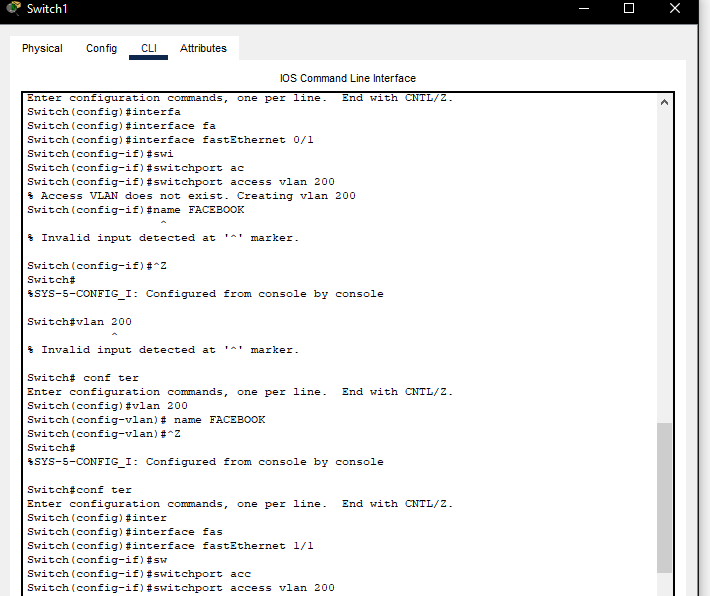 Switch1
Physical Config CLI Attributes
IOS Command Line Interface
Enter configuration commands, one per line.  End with CNTL/Z.
Switch(config)#interfa
Switch(config)#interface fa
Switch(config)#interface fastEthernet 0/1
Switch(config-if)#swi
Switch(config-if)#switchport ac
Switch(config-if)#switchport access vlan 200
% Access VLAN does not exist. Creating vlan 200
Switch(config-if)#name FACEBOOK
^
% Invalid input detected at '^' marker.
Switch(config-if)#^Z
Switch#
%SYS-5-CONFIG_I: Configured from console by console
Switch#vlan 200
^
% Invalid input detected at '^' marker.
Switch# conf ter
Enter configuration commands, one per line.  End with CNTL/Z.
Switch(config)#vlan 200
Switch(config-vlan)# name FACEBOOK
Switch(config-vlan)#^Z
Switch#
%SYS-5-CONFIG_I: Configured from console by console
Switch#conf ter
Enter configuration commands, one per line.  End with CNTL/Z.
Switch(config)#inter
Switch(config)#interface fas
Switch(config)#interface fastEthernet 1/1
Switch(config-if)#sw
Switch(config-if)#switchport acc
Switch(config-if)#switchport access vlan 200